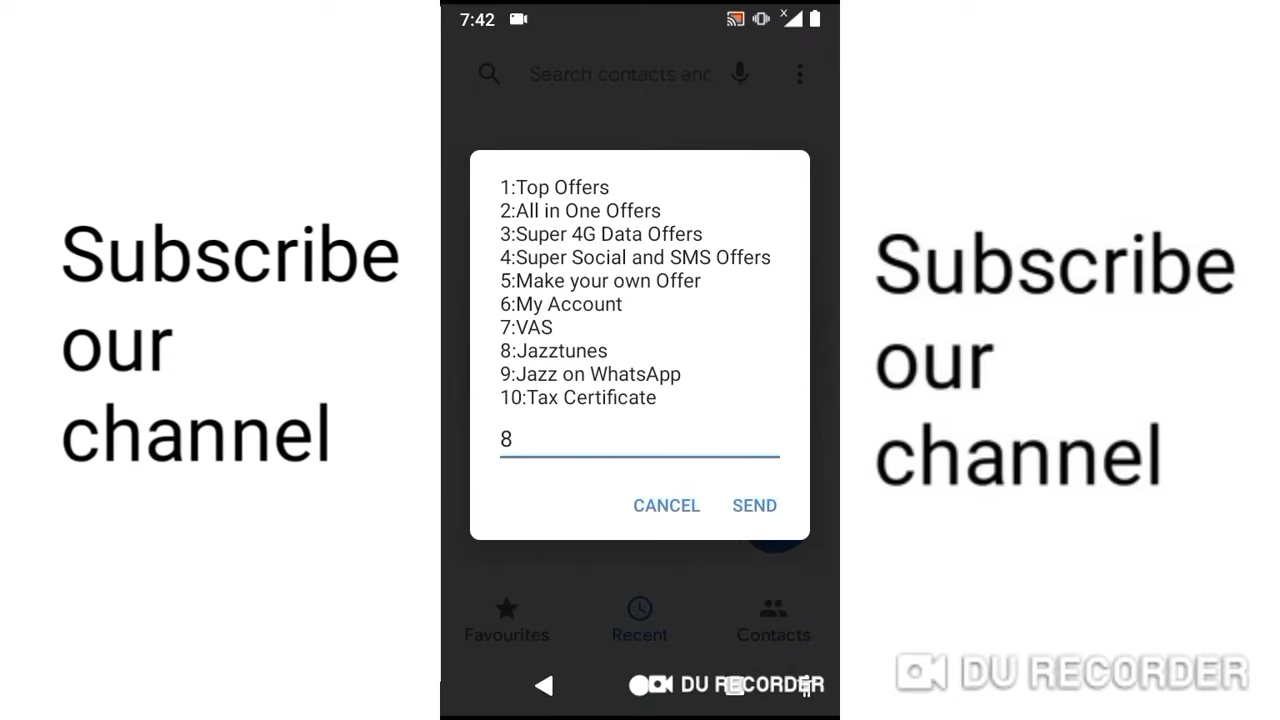 7:42
Search contacts and
Subscribe
our
channel
1:Top Offers
2:All in One Offers
3:Super 4G Data Offers
4:Super Social and SMS Offers
5:Make your own Offer
6:My Account
7:VAS
8:Jazztunes
9:Jazz on WhatsApp
10:Tax Certificate
8
CANCEL SEND
Favourites Recent Contacts
DU RECORDER
Subscribe
our
channel
DU RECORDER